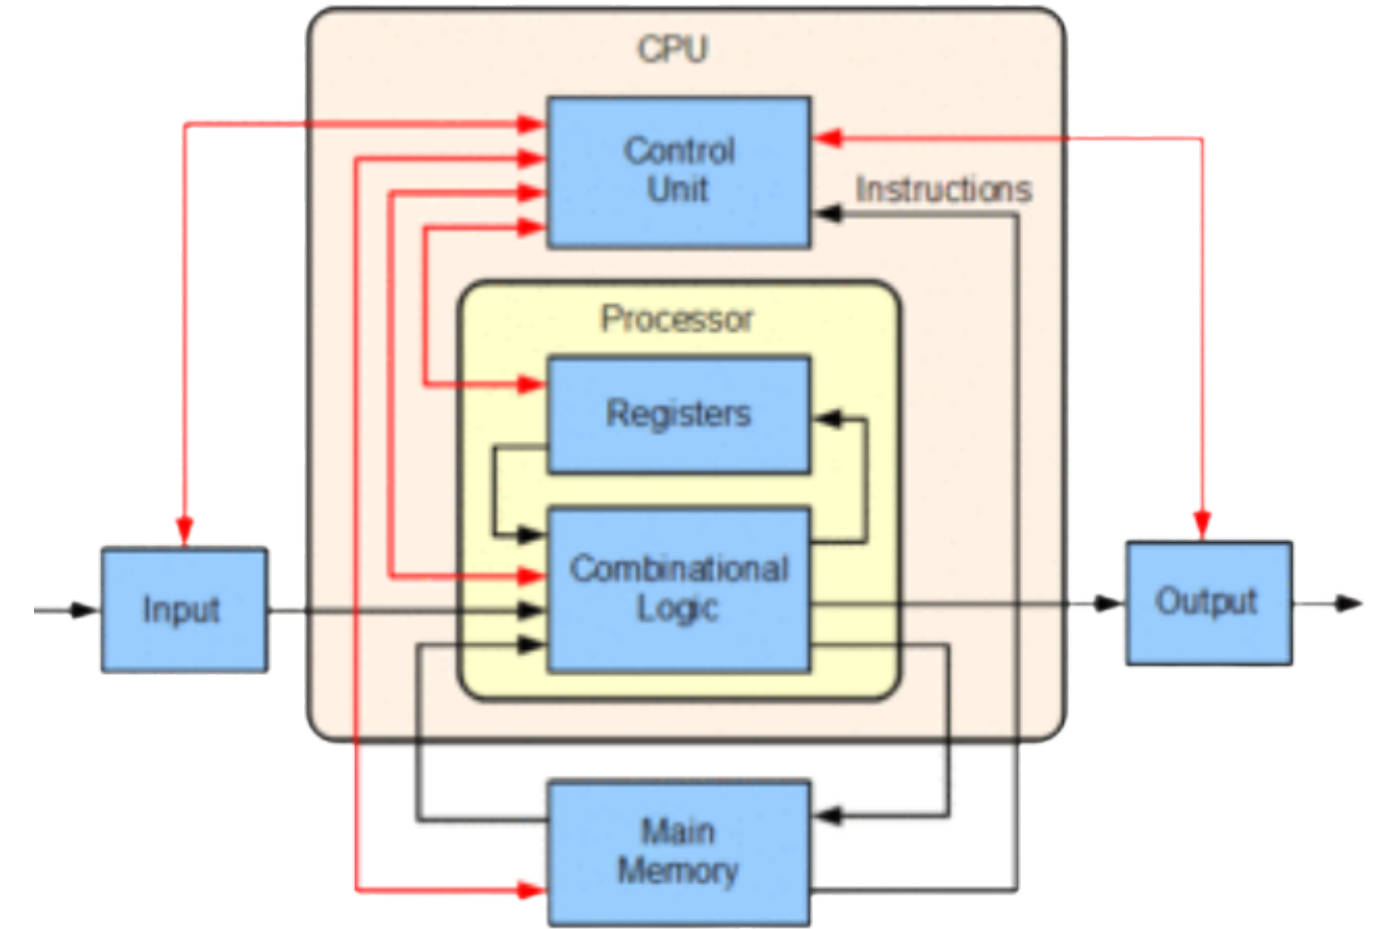 CPU
Control
Unit
Instructions
Processor
Registers
Combinational
Logic
Input
Output
Main
Memory